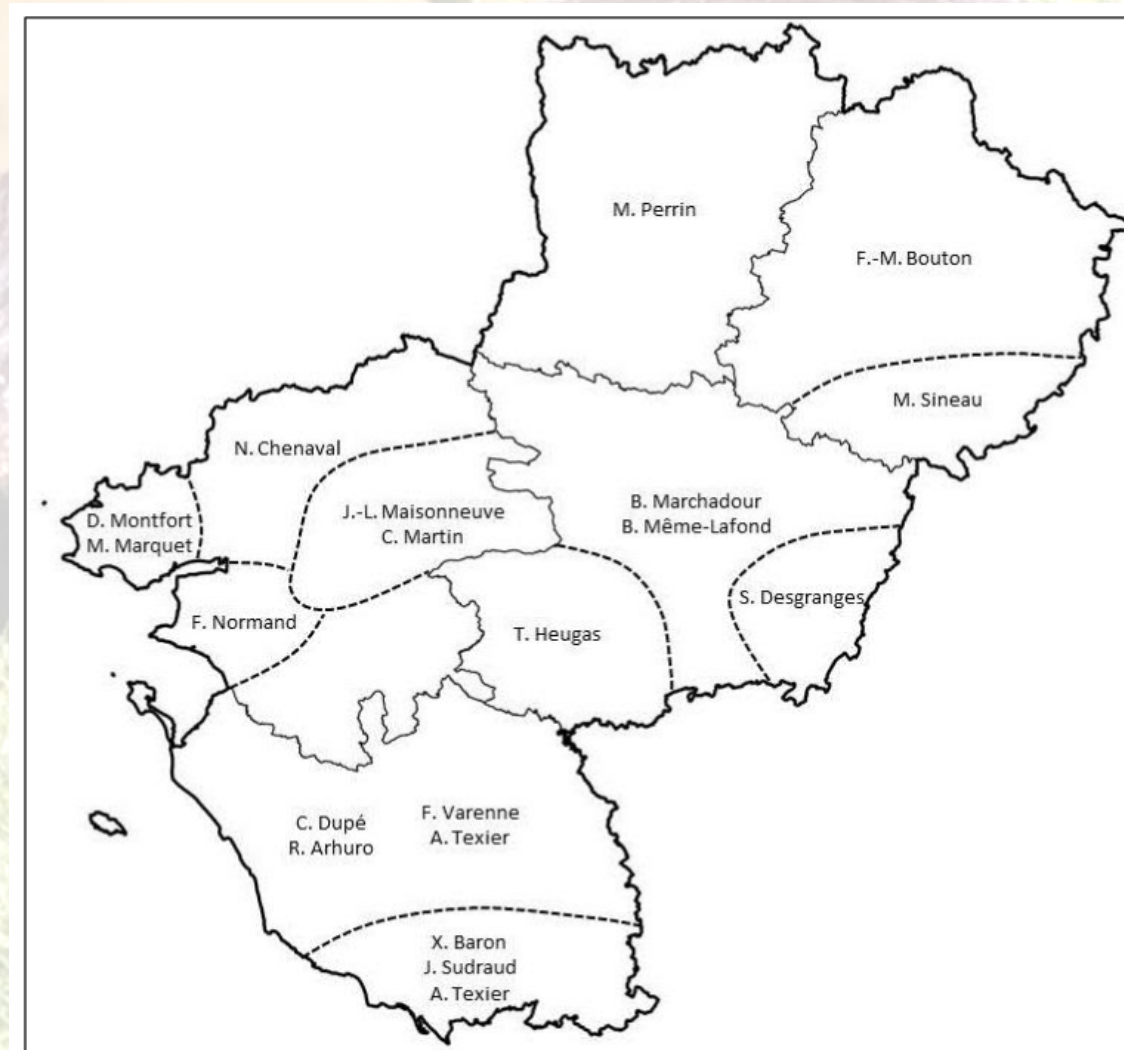 M. Perrin
F.-M. Bouton
M. Sineau
N. Chenaval
D. Montfort
M. Marquet
J.-L. Maisonneuve
C. Martin
B. Marchadour
B. Même-Lafond
S. Desgranges
F. Normand
T. Heugas
C. Dupé
R. Arhuro
F. Varenne
A. Texier
X. Baron
J. Sudraud
A. Texier